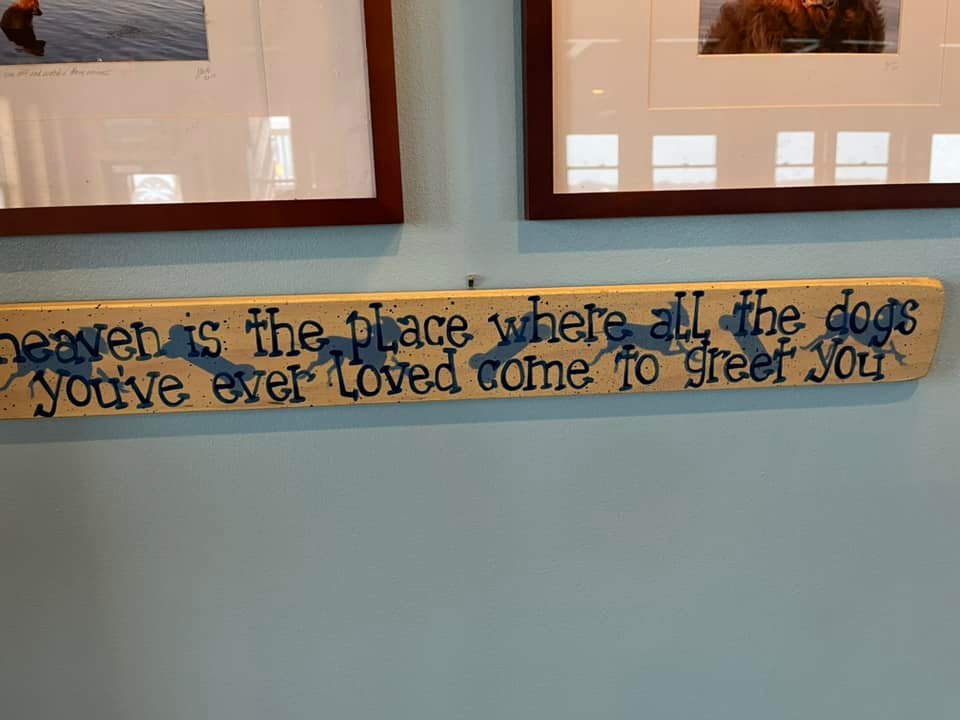 heaven is the place where all the dogs
you've ever loved come to greet you